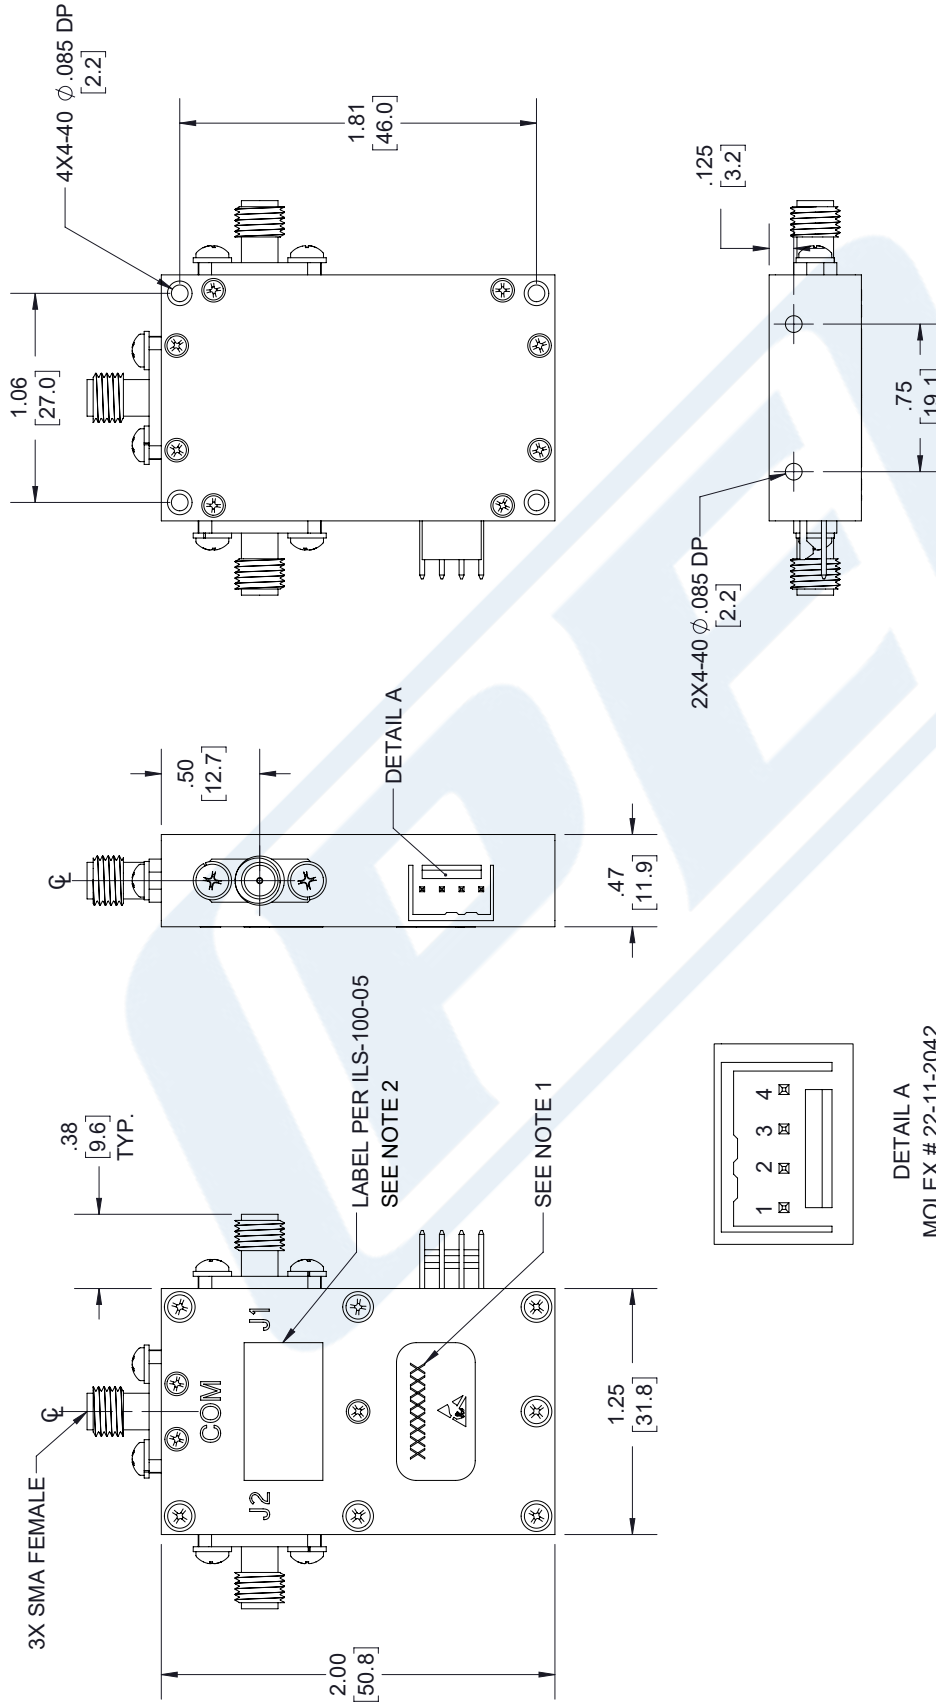 3X SMA FEMALE
℄
COM
J2
J1
.38
[9.6]
TYP.
LABEL PER ILS-100-05
SEE NOTE 2
XXXXXXXX
SEE NOTE 1
2.00
[50.8]
1.25
[31.8]
℄
.50
[12.7]
DETAIL A
.47
[11.9]
1.06
[27.0]
4X4-40 ∅.085 DP
[2.2]
1.81
[46.0]
1 2 3 4
DETAIL A
MOLEX # 22-11-2042
2X4-40 ∅.085 DP
[2.2]
.125
[3.2]
.75
[19.1]